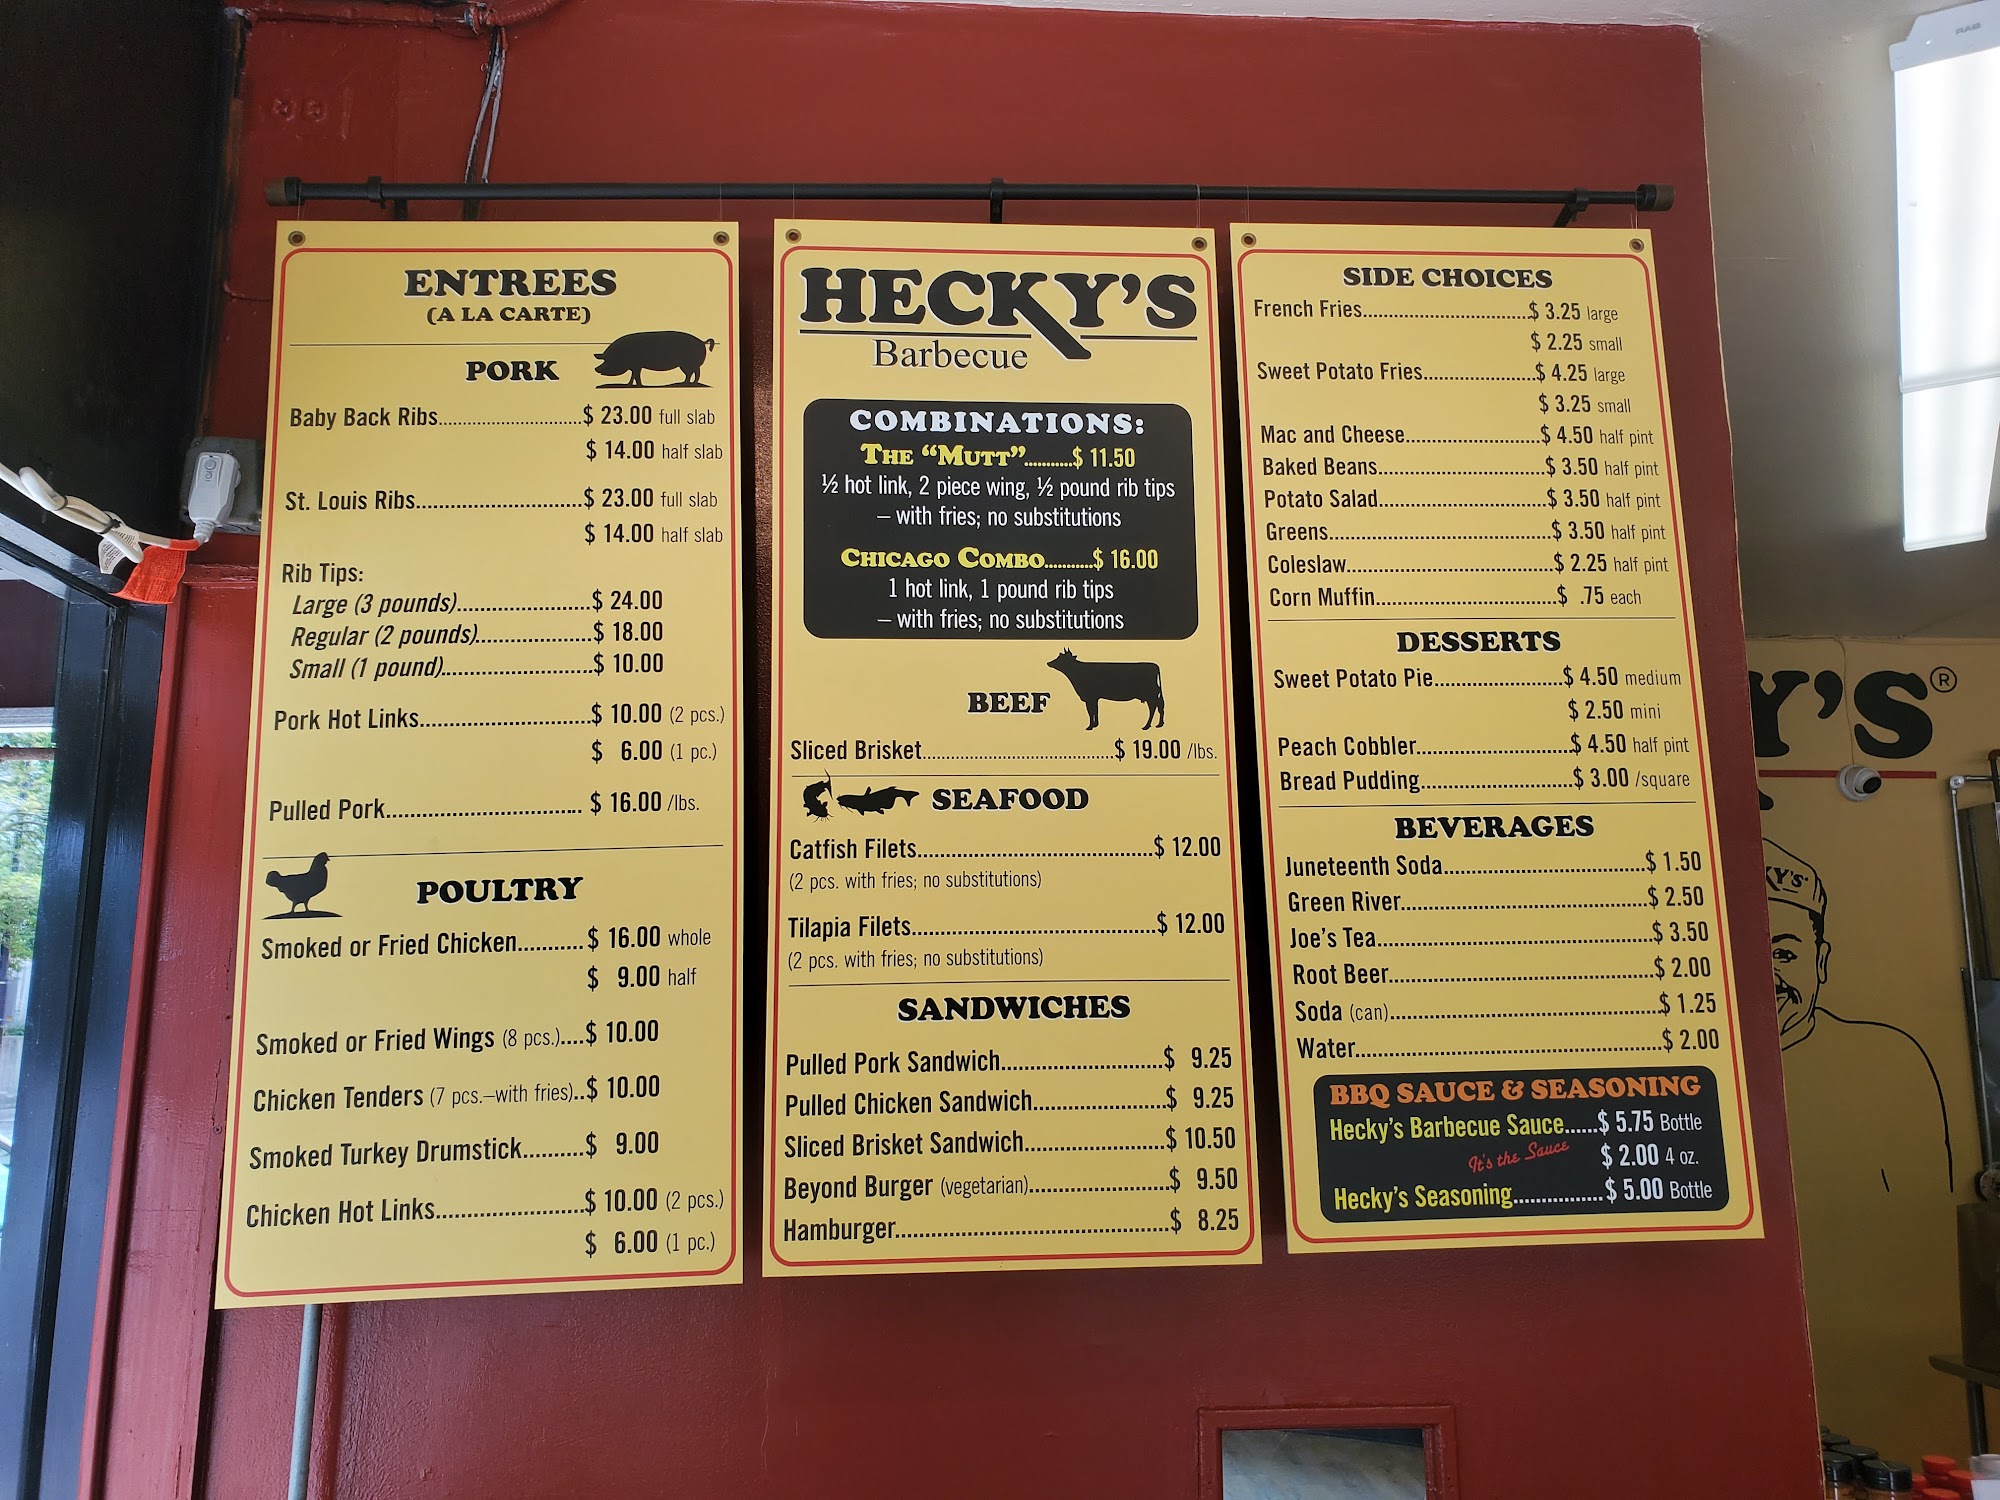 ENTREES
(A LA CARTE)
PORK
Baby Back Ribs..............................$ 23.00 full slab
$ 14.00 half slab
St. Louis Ribs...................................$ 23.00 full slab
$ 14.00 half slab
Rib Tips:
Large (3 pounds)............................$ 24.00
Regular (2 pounds)........................$ 18.00
Small (1 pound)..............................$ 10.00
Pork Hot Links...................................$ 10.00 (2 pcs.)
$ 6.00 (1 pc.)
Pulled Pork........................................ $ 16.00 /lbs.
POULTRY
Smoked or Fried Chicken...........$ 16.00 whole
$ 9.00 half
Smoked or Fried Wings (8 pcs.)....$ 10.00
Chicken Tenders (7 pcs.–with fries)..$ 10.00
Smoked Turkey Drumstick..........$ 9.00
Chicken Hot Links..........................$ 10.00 (2 pcs.)
$ 6.00 (1 pc.)
HECKY'S
Barbecue
COMBINATIONS:
THE “MUTT”...........$ 11.50
½ hot link, 2 piece wing, ½ pound rib tips
– with fries; no substitutions
CHICAGO COMBO...........$ 16.00
1 hot link, 1 pound rib tips
– with fries; no substitutions
BEEF
Sliced Brisket........................................$ 19.00 /lbs.
SEAFOOD
Catfish Filets..........................................$ 12.00
(2 pcs. with fries; no substitutions)
Tilapia Filets...........................................$ 12.00
(2 pcs. with fries; no substitutions)
SANDWICHES
Pulled Pork Sandwich............................$ 9.25
Pulled Chicken Sandwich.......................$ 9.25
Sliced Brisket Sandwich........................$ 10.50
Beyond Burger (vegetarian)........................$ 9.50
Hamburger...............................................$ 8.25
SIDE CHOICES
French Fries..................................$ 3.25 large
$ 2.25 small
Sweet Potato Fries.......................$ 4.25 large
$ 3.25 small
Mac and Cheese...........................$ 4.50 half pint
Baked Beans.................................$ 3.50 half pint
Potato Salad..................................$ 3.50 half pint
Greens............................................$ 3.50 half pint
Coleslaw.........................................$ 2.25 half pint
Corn Muffin....................................$ .75 each
DESSERTS
Sweet Potato Pie..........................$ 4.50 medium
$ 2.50 mini
Peach Cobbler...............................$ 4.50 half pint
Bread Pudding...............................$ 3.00 /square
BEVERAGES
Juneteenth Soda........................................$ 1.50
Green River.................................................$ 2.50
Joe's Tea.....................................................$ 3.50
Root Beer....................................................$ 2.00
Soda (can)...................................................$ 1.25
Water...........................................................$ 2.00
BBQ SAUCE & SEASONING
Hecky's Barbecue Sauce......$ 5.75 Bottle
It's the Sauce $ 2.00 4 oz.
Hecky's Seasoning................$ 5.00 Bottle
Y'S®
KY'S
RAB